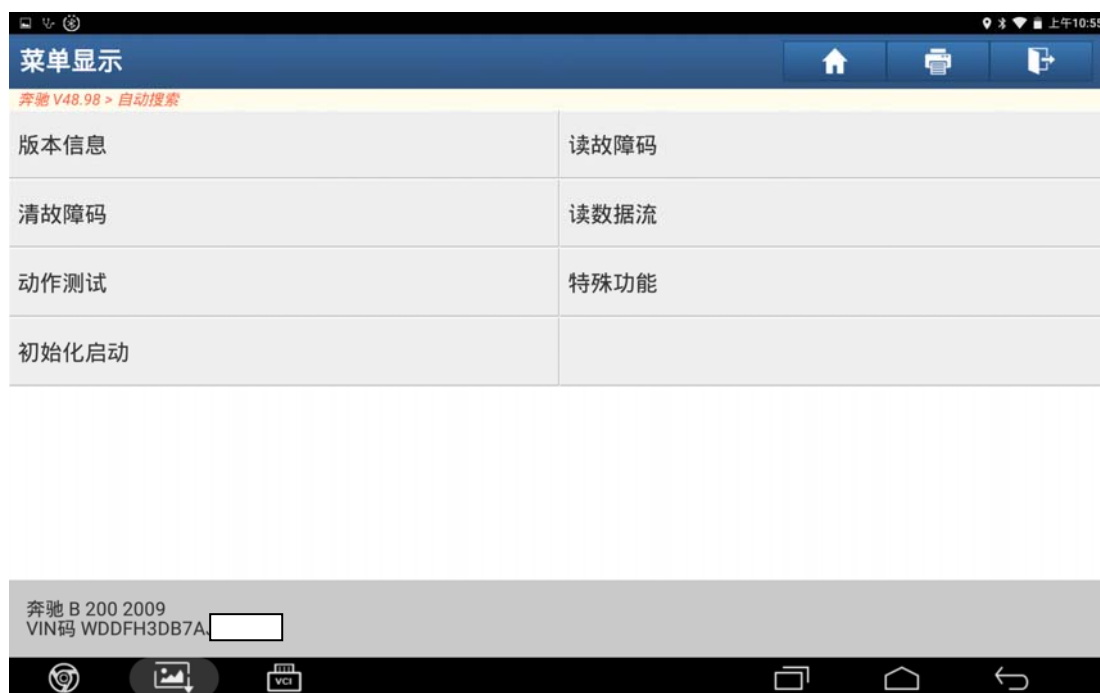 上午10:55
菜单显示
奔驰 V48.98 > 自动搜索
版本信息
读故障码
清故障码
读数据流
动作测试
特殊功能
初始化启动
奔驰 B 200 2009
VIN码 WDDFH3DB7A
VCI